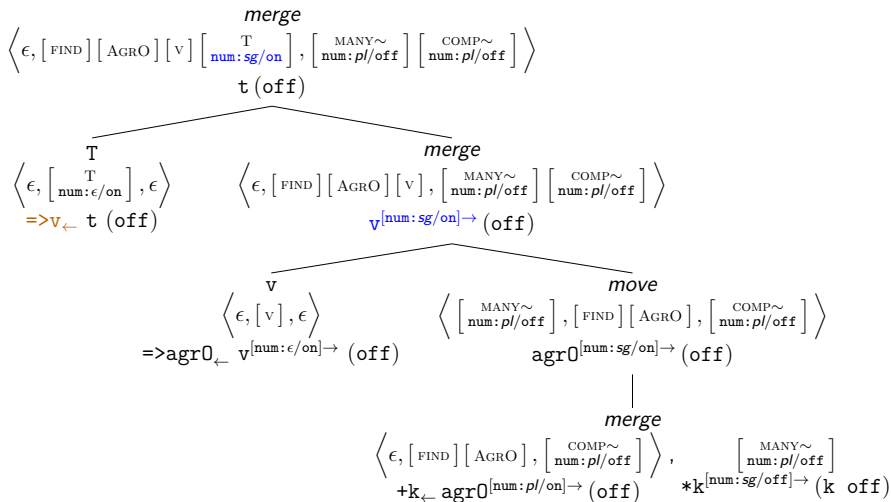 merge
⟨ϵ, [FIND] [AGRO] [V] [T num:sg/on], [MANY∼ num:pl/off] [COMP∼ num:pl/off]⟩
t (off)
T
⟨ϵ, [T num:ϵ/on], ϵ⟩
=>v← t (off)
merge
⟨ϵ, [FIND] [AGRO] [V], [MANY∼ num:pl/off] [COMP∼ num:pl/off]⟩
v[num:sg/on]→ (off)
v
⟨ϵ, [V], ϵ⟩
=>agrO← v[num:ϵ/on]→ (off)
move
⟨[MANY∼ num:pl/off], [FIND] [AGRO], [COMP∼ num:pl/off]⟩
agrO[num:sg/on]→ (off)
merge
⟨ϵ, [FIND] [AGRO], [COMP∼ num:pl/off]⟩, [MANY∼ num:pl/off]
+k← agrO[num:pl/on]→ (off) *k[num:sg/off]→ (k off)